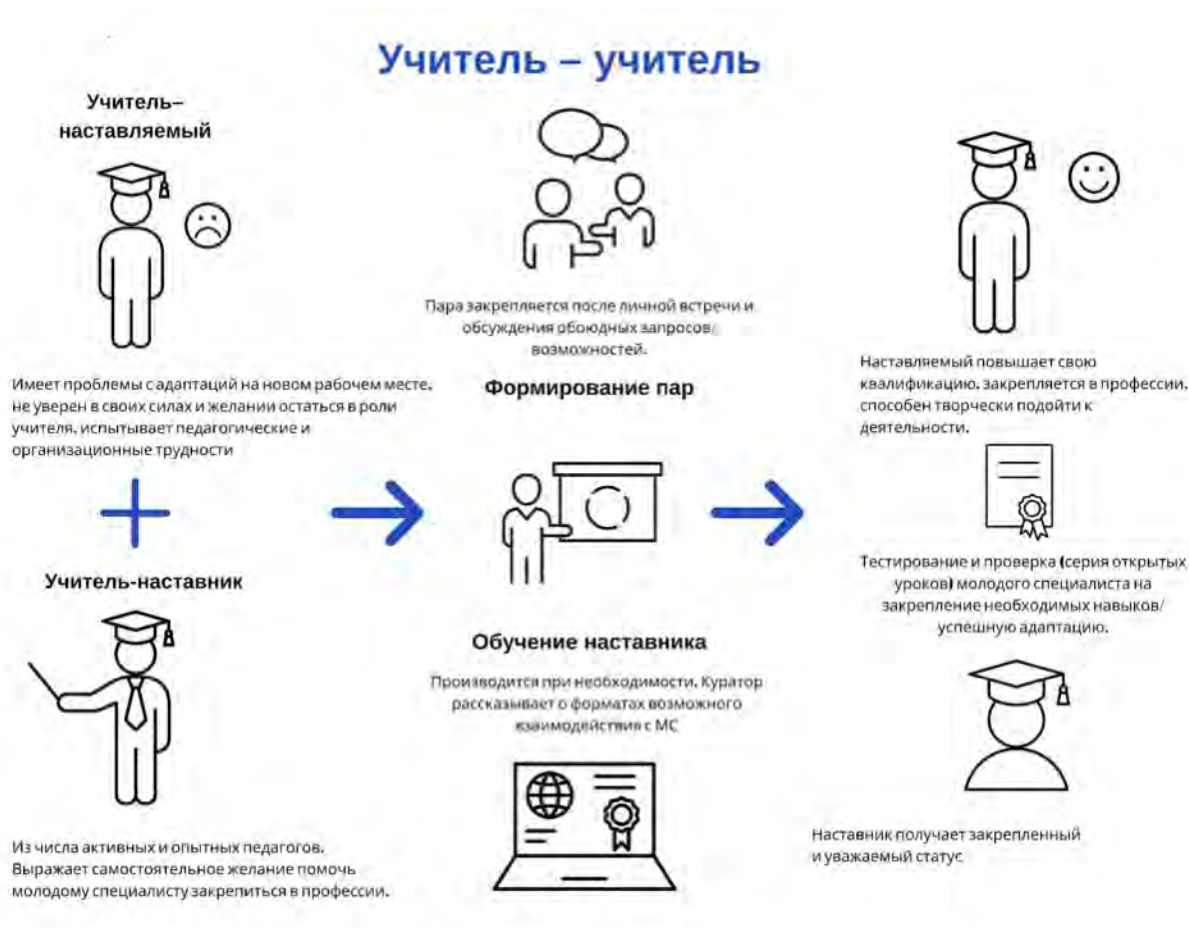 Учитель – учитель
Учитель–
наставляемый
Имеет проблемы с адаптаций на новом рабочем месте,
не уверен в своих силах и желании остаться в роли
учителя, испытывает педагогические и
организационные трудности
Учитель-наставник
Из числа активных и опытных педагогов.
Выражает самостоятельное желание помочь
молодому специалисту закрепиться в профессии.
Пара закрепляется после личной встречи и
обсуждения обоюдных запросов
возможностей.
Формирование пар
Обучение наставника
Производится при необходимости. Куратор
рассказывает о форматах возможного
взаимодействия с МС
Наставляемый повышает свою
квалификацию, закрепляется в профессии,
способен творчески подойти к
деятельности.
Тестирование и проверка (серия открытых
уроков) молодого специалиста на
закрепление необходимых навыков/
успешную адаптацию.
Наставник получает закрепленный
и уважаемый статус